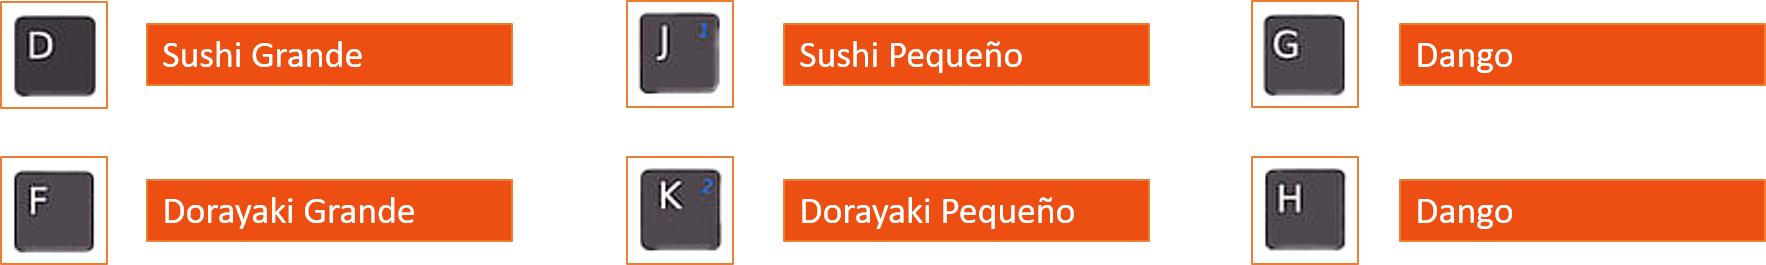 D Sushi Grande
J 1 Sushi Pequeño
G Dango
F Dorayaki Grande
K 2 Dorayaki Pequeño
H Dango